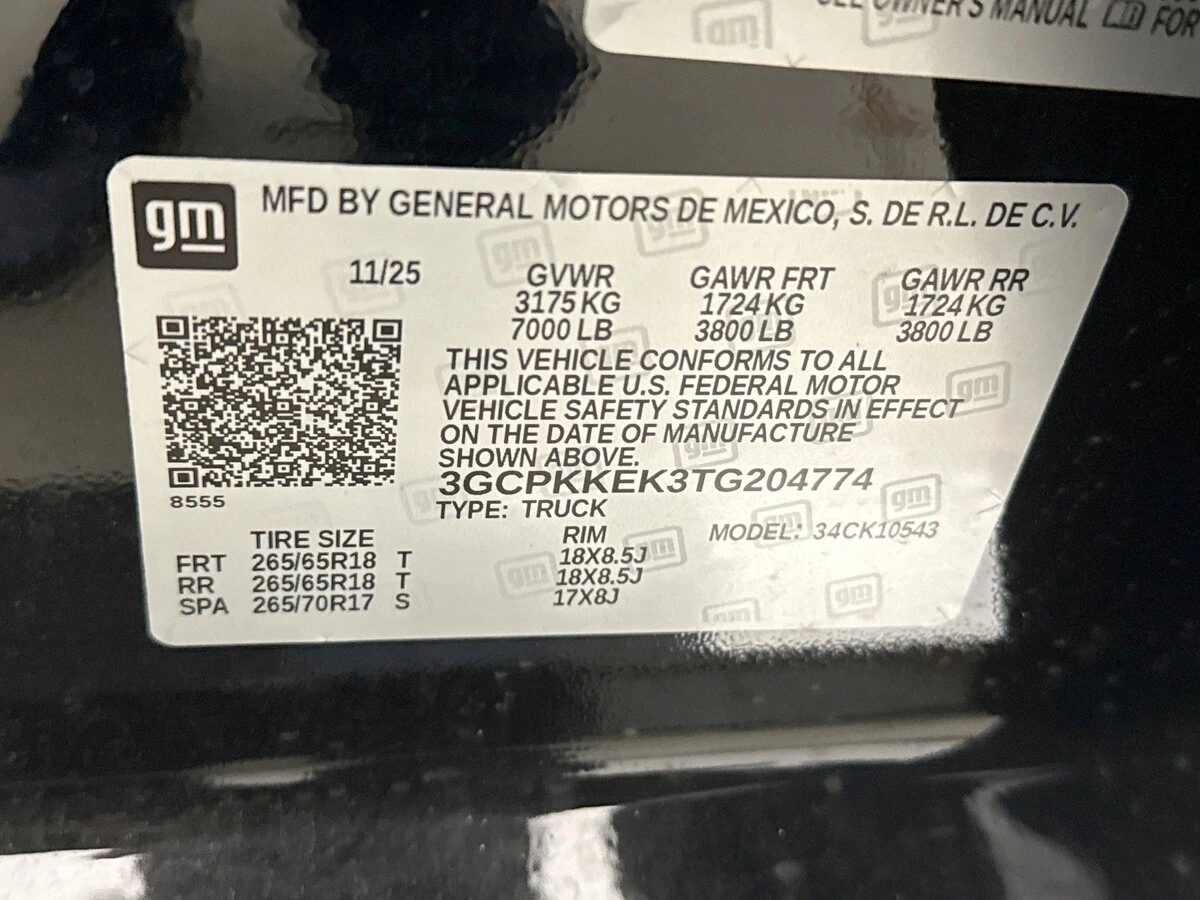 OWNER'S MANUAL FOR
gm
MFD BY GENERAL MOTORS DE MEXICO, S. DE R.L. DE C.V.
11/25 GVWR GAWR FRT GAWR RR
3175 KG 1724 KG 1724 KG
7000 LB 3800 LB 3800 LB
THIS VEHICLE CONFORMS TO ALL
APPLICABLE U.S. FEDERAL MOTOR
VEHICLE SAFETY STANDARDS IN EFFECT
ON THE DATE OF MANUFACTURE
SHOWN ABOVE.
3GCPKKEK3TG204774
8555
TYPE: TRUCK
TIRE SIZE RIM MODEL: 34CK10543
FRT 265/65R18 T 18X8.5J
RR 265/65R18 T 18X8.5J
SPA 265/70R17 S 17X8J